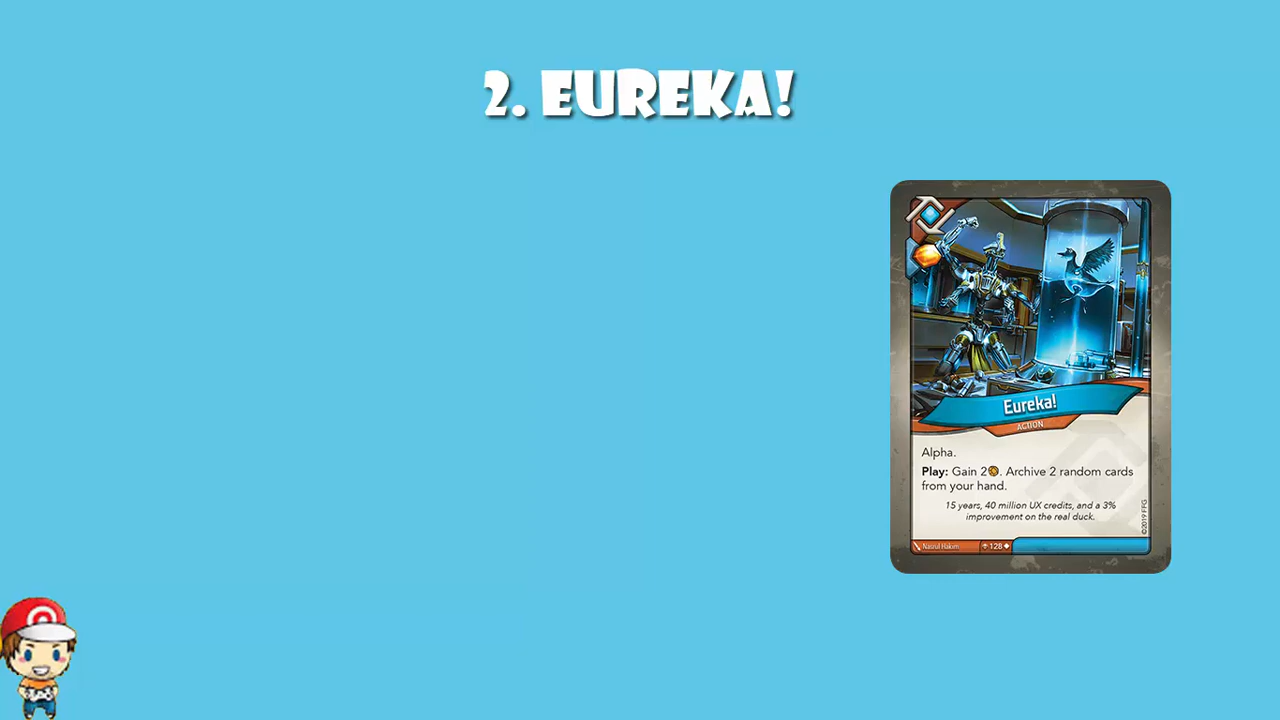 2. EUREKA!
Eureka!
ACTION
Alpha.
Play: Gain 2. Archive 2 random cards
from your hand.
15 years, 40 million UX credits, and a 3%
improvement on the real duck.
©2019 FFG
Nasrul Hakim
128